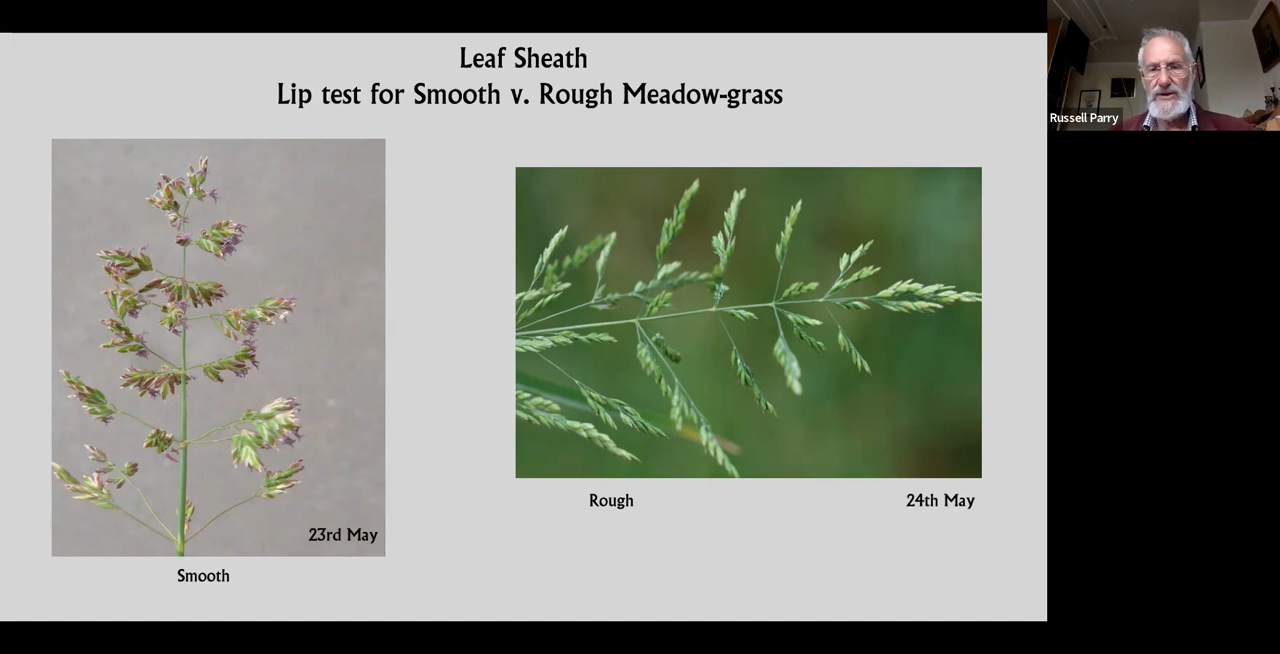 Leaf Sheath
Lip test for Smooth v. Rough Meadow-grass
Russell Parry
23rd May
Smooth
Rough
24th May